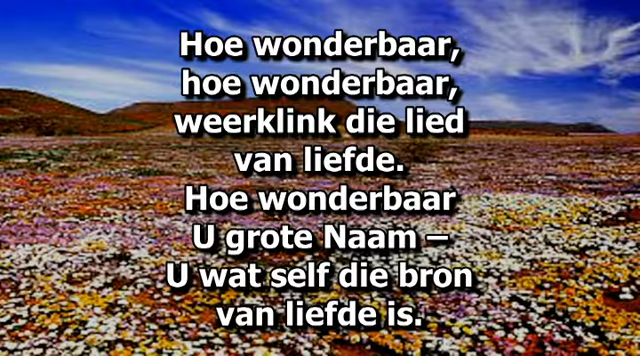 Hoe wonderbaar,
hoe wonderbaar,
weerklink die lied
van liefde.
Hoe wonderbaar
U grote Naam –
U wat self die bron
van liefde is.